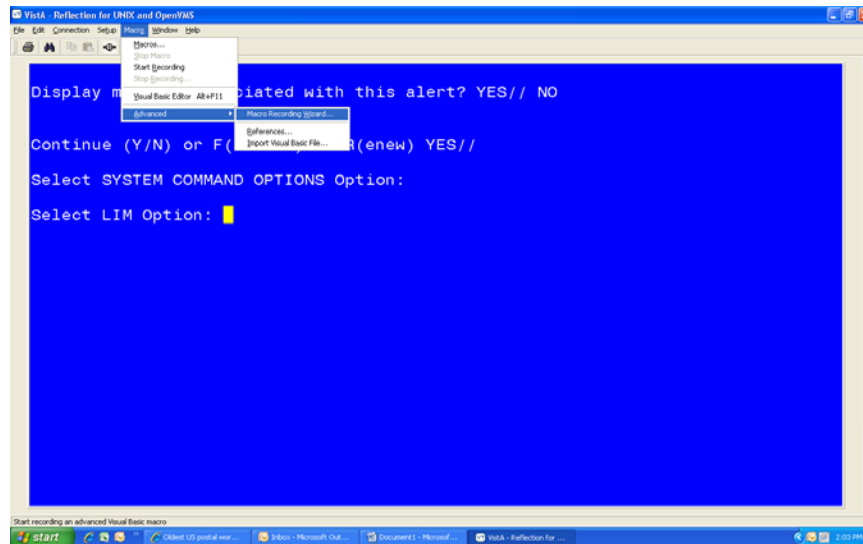 VistA - Reflection for UNIX and OpenVMS
File Edit Connection Setup Macro Window Help
Macros...
Stop Macro
Start Recording
Stop Recording...
Visual Basic Editor Alt+F11
Advanced
Macro Recording Wizard...
References...
Import Visual Basic File...
Display m ciated with this alert? YES// NO
Continue (Y/N) or F( R(enew) YES//
Select SYSTEM COMMAND OPTIONS Option:
Select LIM Option:
Start recording an advanced Visual Basic macro
start Oldest US postal wor... Inbox - Microsoft Out... Document1 - Microsof... VistA - Reflection for ... 2:03 PM